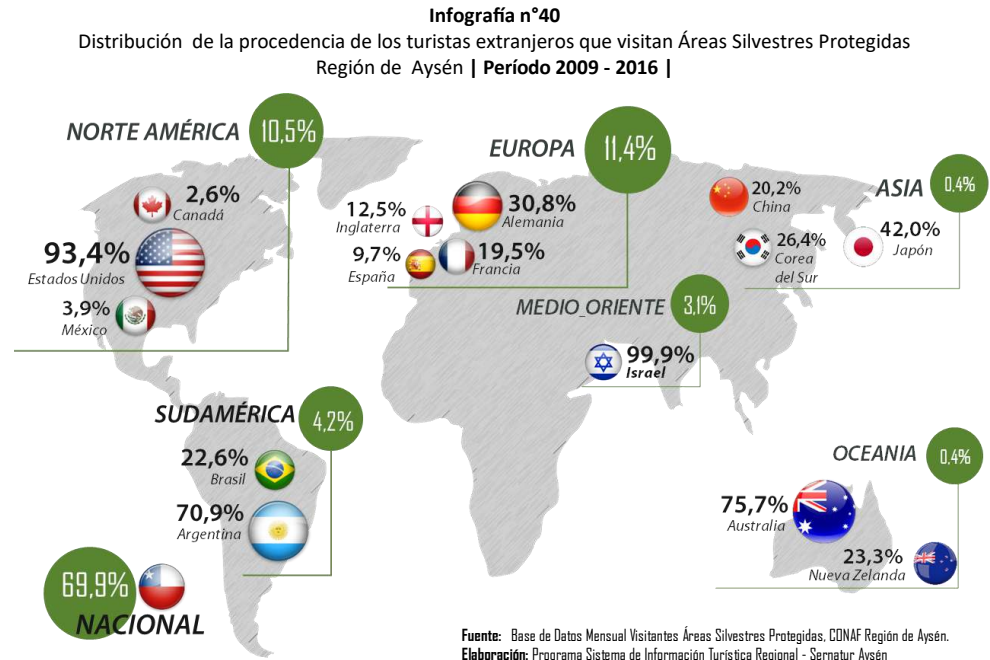 Infografía n°40
Distribución de la procedencia de los turistas extranjeros que visitan Áreas Silvestres Protegidas
Región de Aysén | Período 2009 - 2016 |
NORTE AMÉRICA
10,5%
2,6%
Canadá
93,4%
Estados Unidos
3,9%
México
EUROPA
11,4%
12,5%
Inglaterra
30,8%
Alemania
9,7%
España
19,5%
Francia
ASIA
0,4%
20,2%
China
26,4%
Corea
del Sur
42,0%
Japón
MEDIO_ORIENTE
3,1%
99,9%
Israel
SUDAMÉRICA
4,2%
22,6%
Brasil
70,9%
Argentina
OCEANIA
0,4%
75,7%
Australia
23,3%
Nueva Zelanda
69,9%
NACIONAL
Fuente: Base de Datos Mensual Visitantes Áreas Silvestres Protegidas, CONAF Región de Aysén.
Elaboración: Programa Sistema de Información Turística Regional - Sernatur Aysén